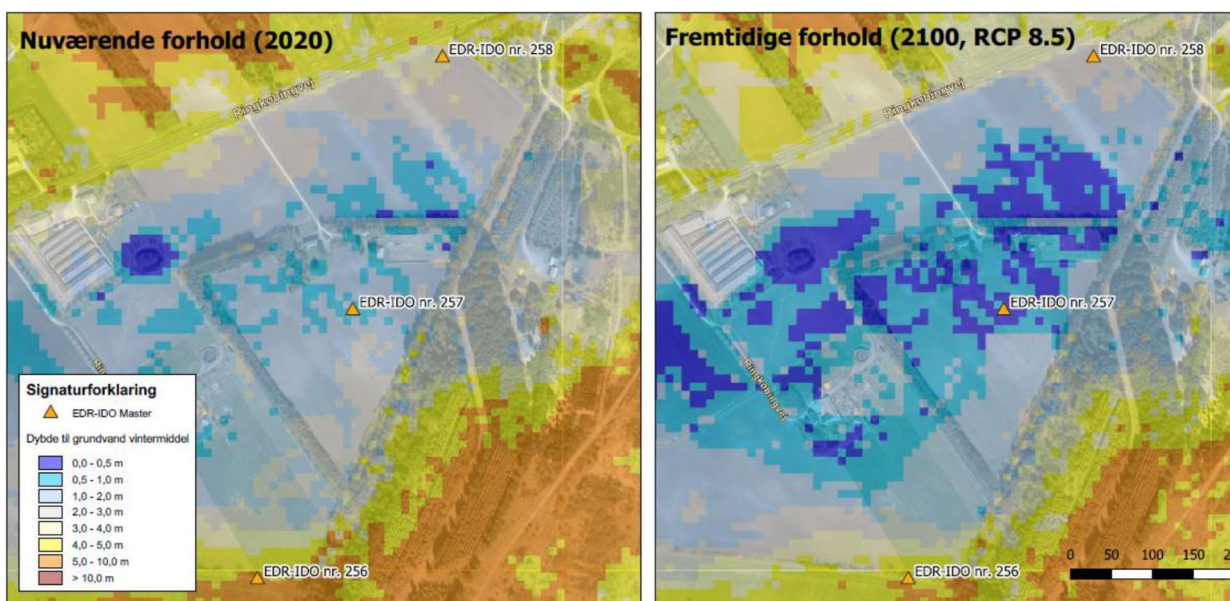 Nuværende forhold (2020)
EDR-IDO nr. 258
Ringkøbingvej
EDR-IDO nr. 257
Rin
Signaturforklaring
EDR-IDO Master
Dybde til grundvand vintermiddel
0,0 - 0,5 m
0,5 - 1,0 m
1,0 - 2,0 m
2,0 - 3,0 m
3,0 - 4,0 m
4,0 - 5,0 m
5,0 - 10,0 m
> 10,0 m
EDR-IDO nr. 256
Fremtidige forhold (2100, RCP 8.5)
EDR-IDO nr. 258
Ringkøbingvej
EDR-IDO nr. 257
Ringkøbingvej
EDR-IDO nr. 256
0 50 100 150